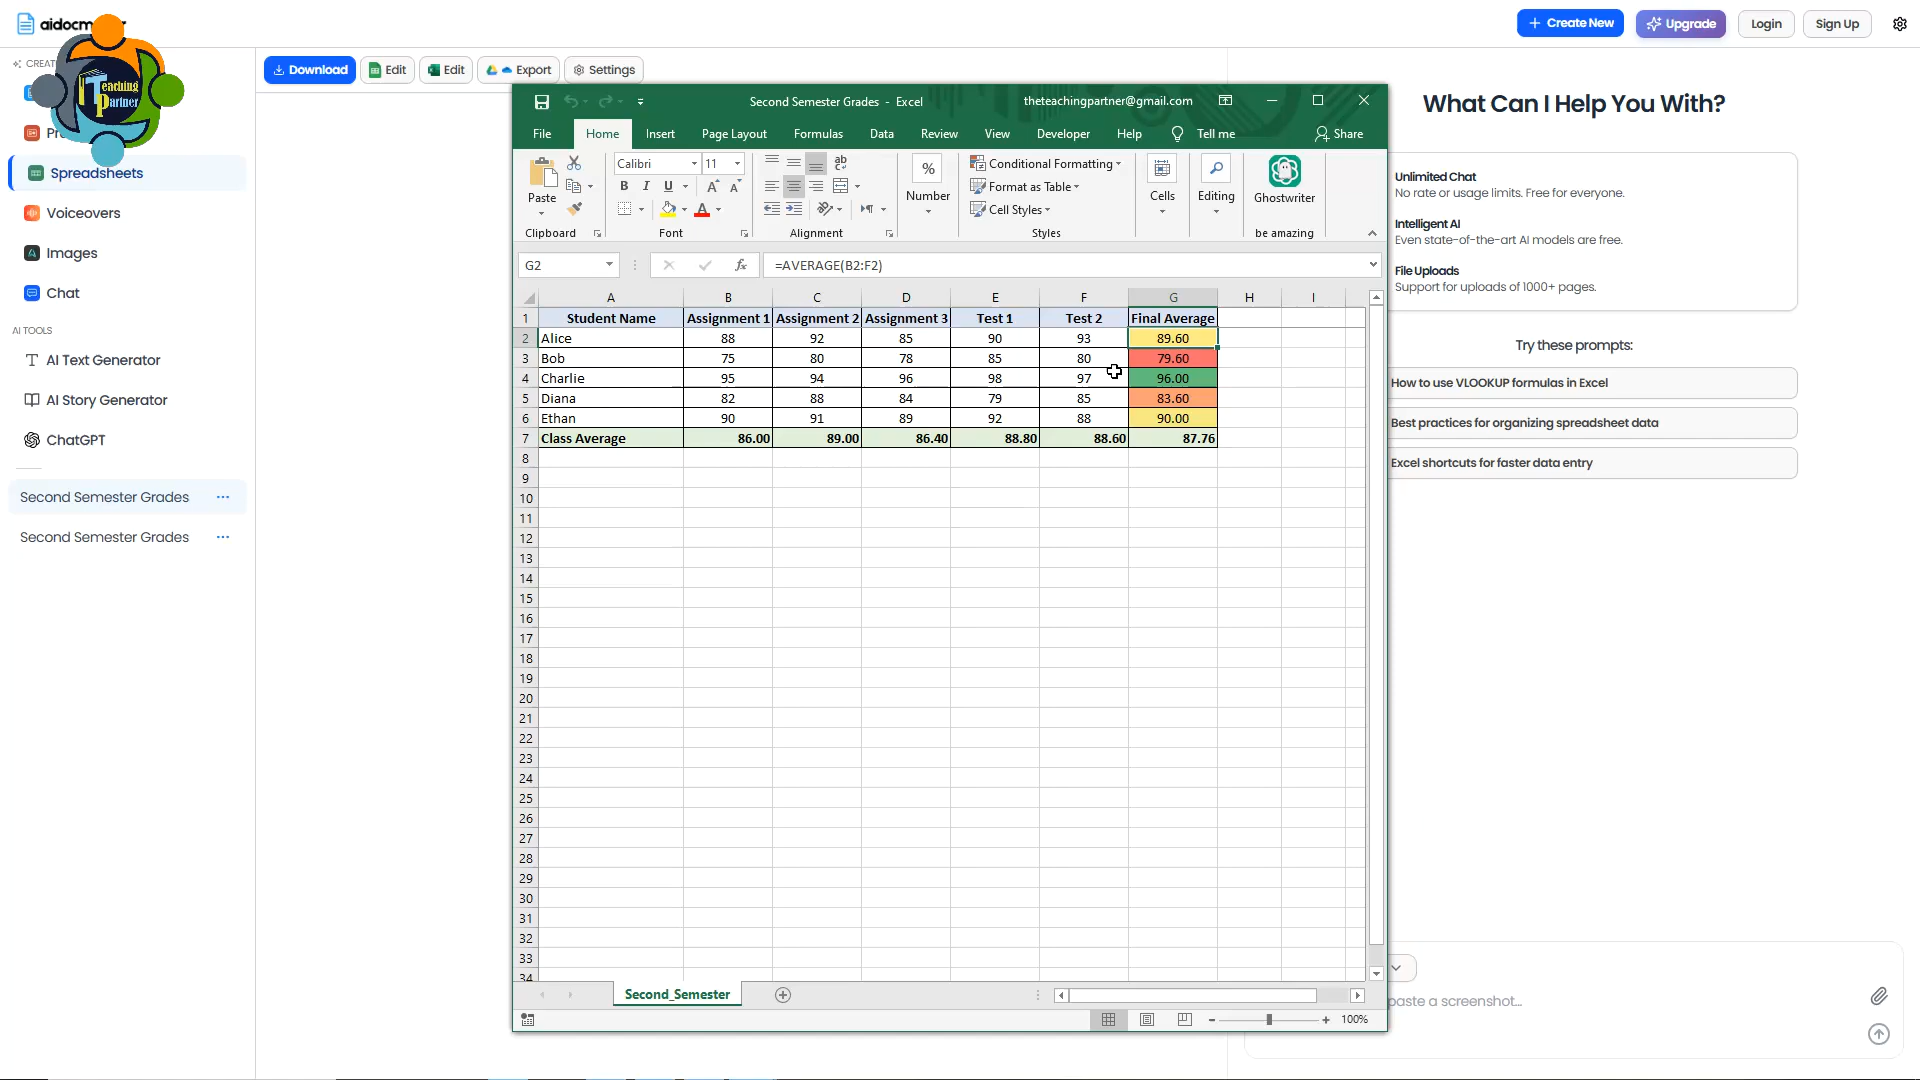 aidocm
Create New
Upgrade
Login
Sign Up
CREAT
Pr
Teaching
Partner
Spreadsheets
Voiceovers
Images
Chat
AI TOOLS
AI Text Generator
AI Story Generator
ChatGPT
Second Semester Grades
Second Semester Grades
Download
Edit
Edit
Export
Settings
Second Semester Grades - Excel
theteachingpartner@gmail.com
File Home Insert Page Layout Formulas Data Review View Developer Help Tell me Share
Paste
Clipboard
Calibri 11
B I U A A
A
Font
ab
Alignment
%
Number
Conditional Formatting
Format as Table
Cell Styles
Styles
Cells
Editing
Ghostwriter
be amazing
G2 fx =AVERAGE(B2:F2)
A B C D E F G H I
1 Student Name Assignment 1 Assignment 2 Assignment 3 Test 1 Test 2 Final Average
2 Alice 88 92 85 90 93 89.60
3 Bob 75 80 78 85 80 79.60
4 Charlie 95 94 96 98 97 96.00
5 Diana 82 88 84 79 85 83.60
6 Ethan 90 91 89 92 88 90.00
7 Class Average 86.00 89.00 86.40 88.80 88.60 87.76
8
9
10
11
12
13
14
15
16
17
18
19
20
21
22
23
24
25
26
27
28
29
30
31
32
33
34
Second_Semester
100%
What Can I Help You With?
Unlimited Chat
No rate or usage limits. Free for everyone.
Intelligent AI
Even state-of-the-art AI models are free.
File Uploads
Support for uploads of 1000+ pages.
Try these prompts:
How to use VLOOKUP formulas in Excel
Best practices for organizing spreadsheet data
Excel shortcuts for faster data entry
paste a screenshot...